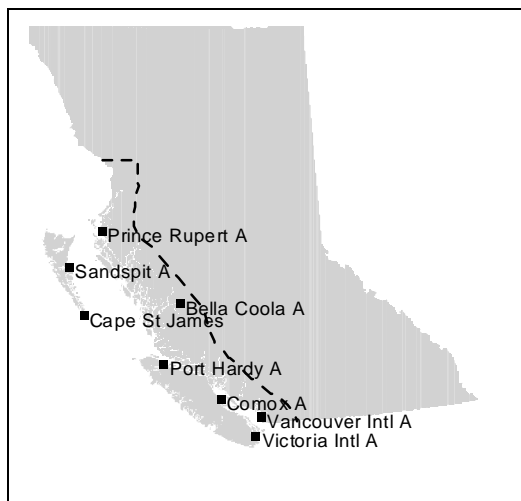 Prince Rupert A
Sandspit A
Bella Coola A
Cape St James
Port Hardy A
Comox A
Vancouver Intl A
Victoria Intl A